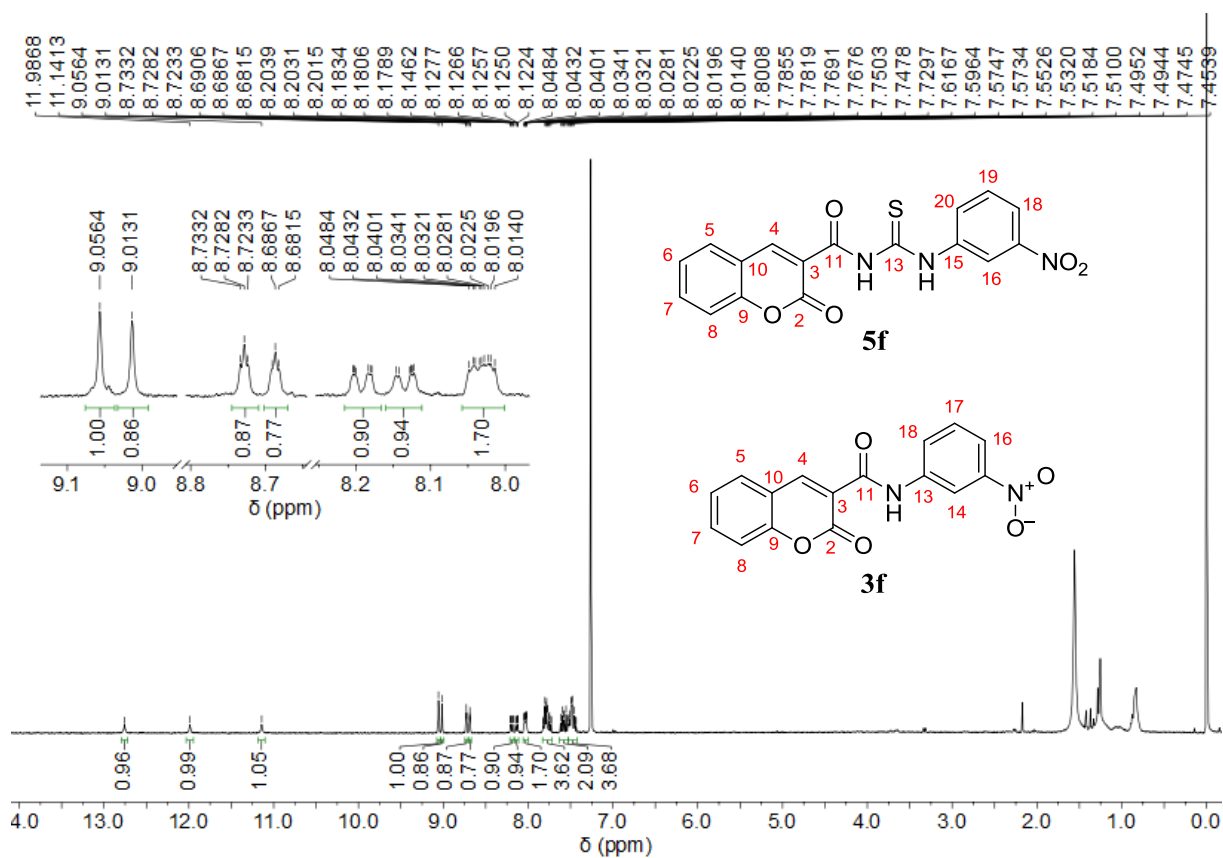 11.9868 11.1413 9.0564 9.0131 8.7332 8.7282 8.7233 8.6906 8.6867 8.6815 8.2039 8.2031 8.2015 8.1834 8.1806 8.1789 8.1462 8.1277 8.1266 8.1257 8.1250 8.1224 8.0484 8.0432 8.0401 8.0341 8.0321 8.0281 8.0225 8.0196 8.0140 7.8008 7.7855 7.7819 7.7691 7.7676 7.7503 7.7478 7.7297 7.6167 7.5964 7.5747 7.5734 7.5526 7.5320 7.5184 7.5100 7.4952 7.4944 7.4745 7.4539
9.0564 9.0131 8.7332 8.7282 8.7233 8.6867 8.6815 8.0484 8.0432 8.0401 8.0341 8.0321 8.0281 8.0225 8.0196 8.0140
1.00 0.86 0.87 0.77 0.90 0.94 1.70
9.1 9.0 8.8 8.7 8.2 8.1 8.0
δ (ppm)
O S N H N H NO2 O O
2 3 4 5 6 7 8 9 10 11 13 15 16 18 19 20
5f
O N H N+ O O− O O
2 3 4 5 6 7 8 9 10 11 13 14 16 17 18
3f
0.96 0.99 1.05 1.00 0.86 0.87 0.77 0.90 0.94 1.70 3.62 2.09 3.68
4.0 13.0 12.0 11.0 10.0 9.0 8.0 7.0 6.0 5.0 4.0 3.0 2.0 1.0 0.0
δ (ppm)